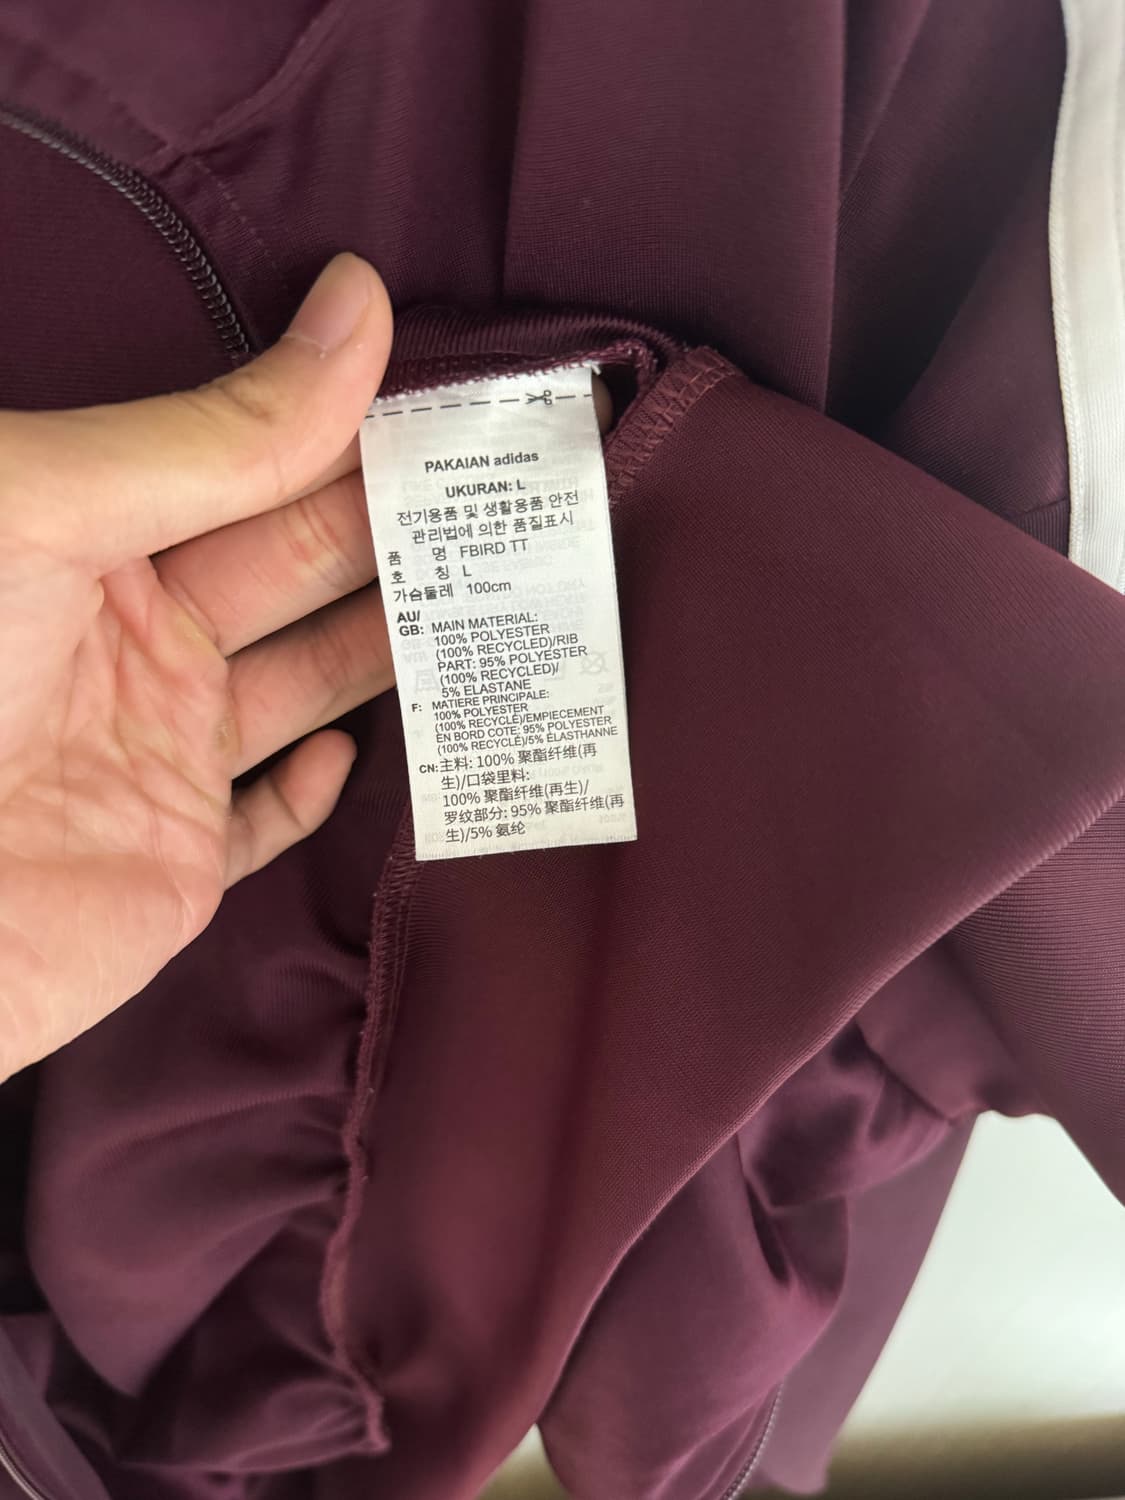 PAKAIAN adidas
UKURAN: L
전기용품 및 생활용품 안전
관리법에 의한 품질표시
품 명 FBIRD TT
호 칭 L
가슴둘레 100cm
AU/
GB: MAIN MATERIAL:
100% POLYESTER
(100% RECYCLED)/RIB
PART: 95% POLYESTER
(100% RECYCLED)/
5% ELASTANE
F: MATIERE PRINCIPALE:
100% POLYESTER
(100% RECYCLÉ)/EMPIECEMENT
EN BORD COTE: 95% POLYESTER
(100% RECYCLÉ)/5% ÉLASTHANNE
CN: 主料: 100% 聚酯纤维(再
生)/口袋里料:
100% 聚酯纤维(再生)/
罗纹部分: 95% 聚酯纤维(再
生)/5% 氨纶